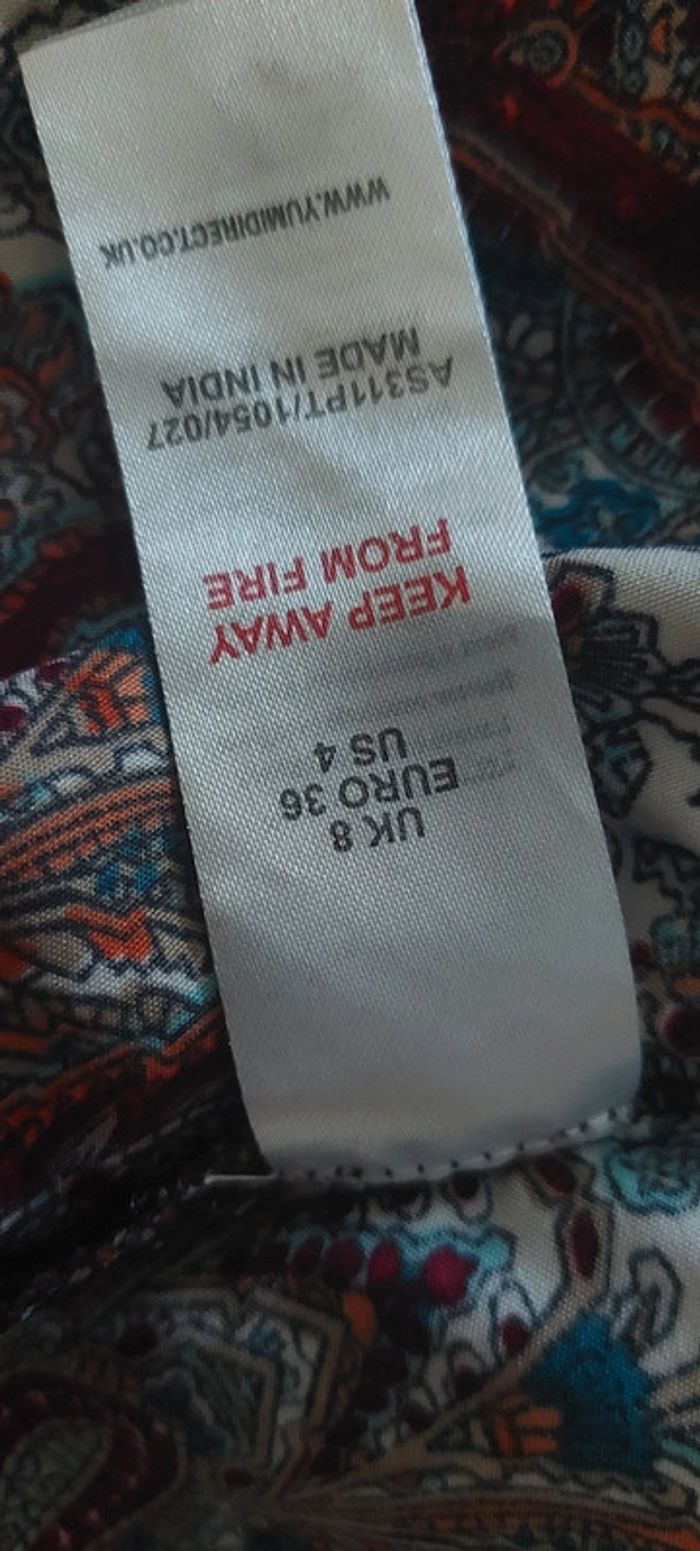 UK 8
EURO 36
US 4
KEEP AWAY
FROM FIRE
AS311PT/1054/027
MADE IN INDIA
WWW.YUMIDIRECT.CO.UK